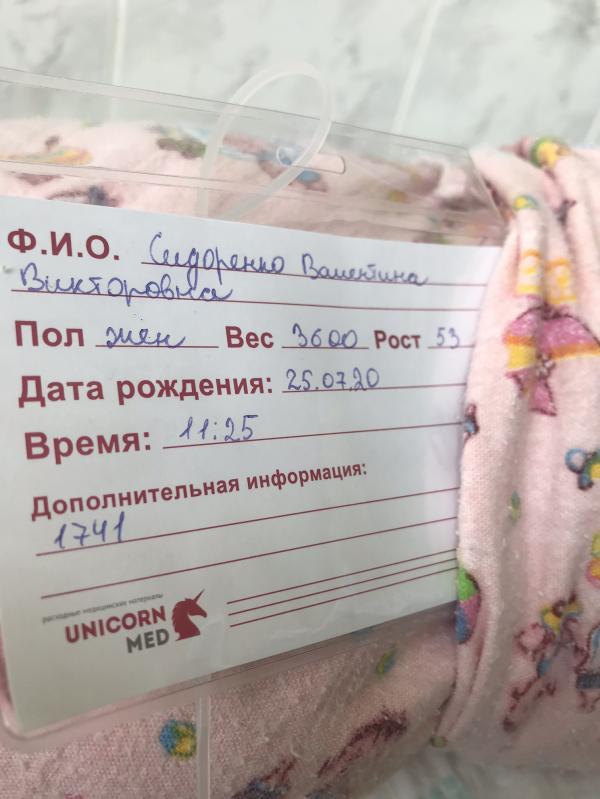 Ф.И.О. Сидоренко Валентина
Викторовна
Пол жен Вес 3600 Рост 53
Дата рождения: 25.07.20
Время: 11:25
Дополнительная информация:
1741
расходные медицинские материалы
UNICORN
MED